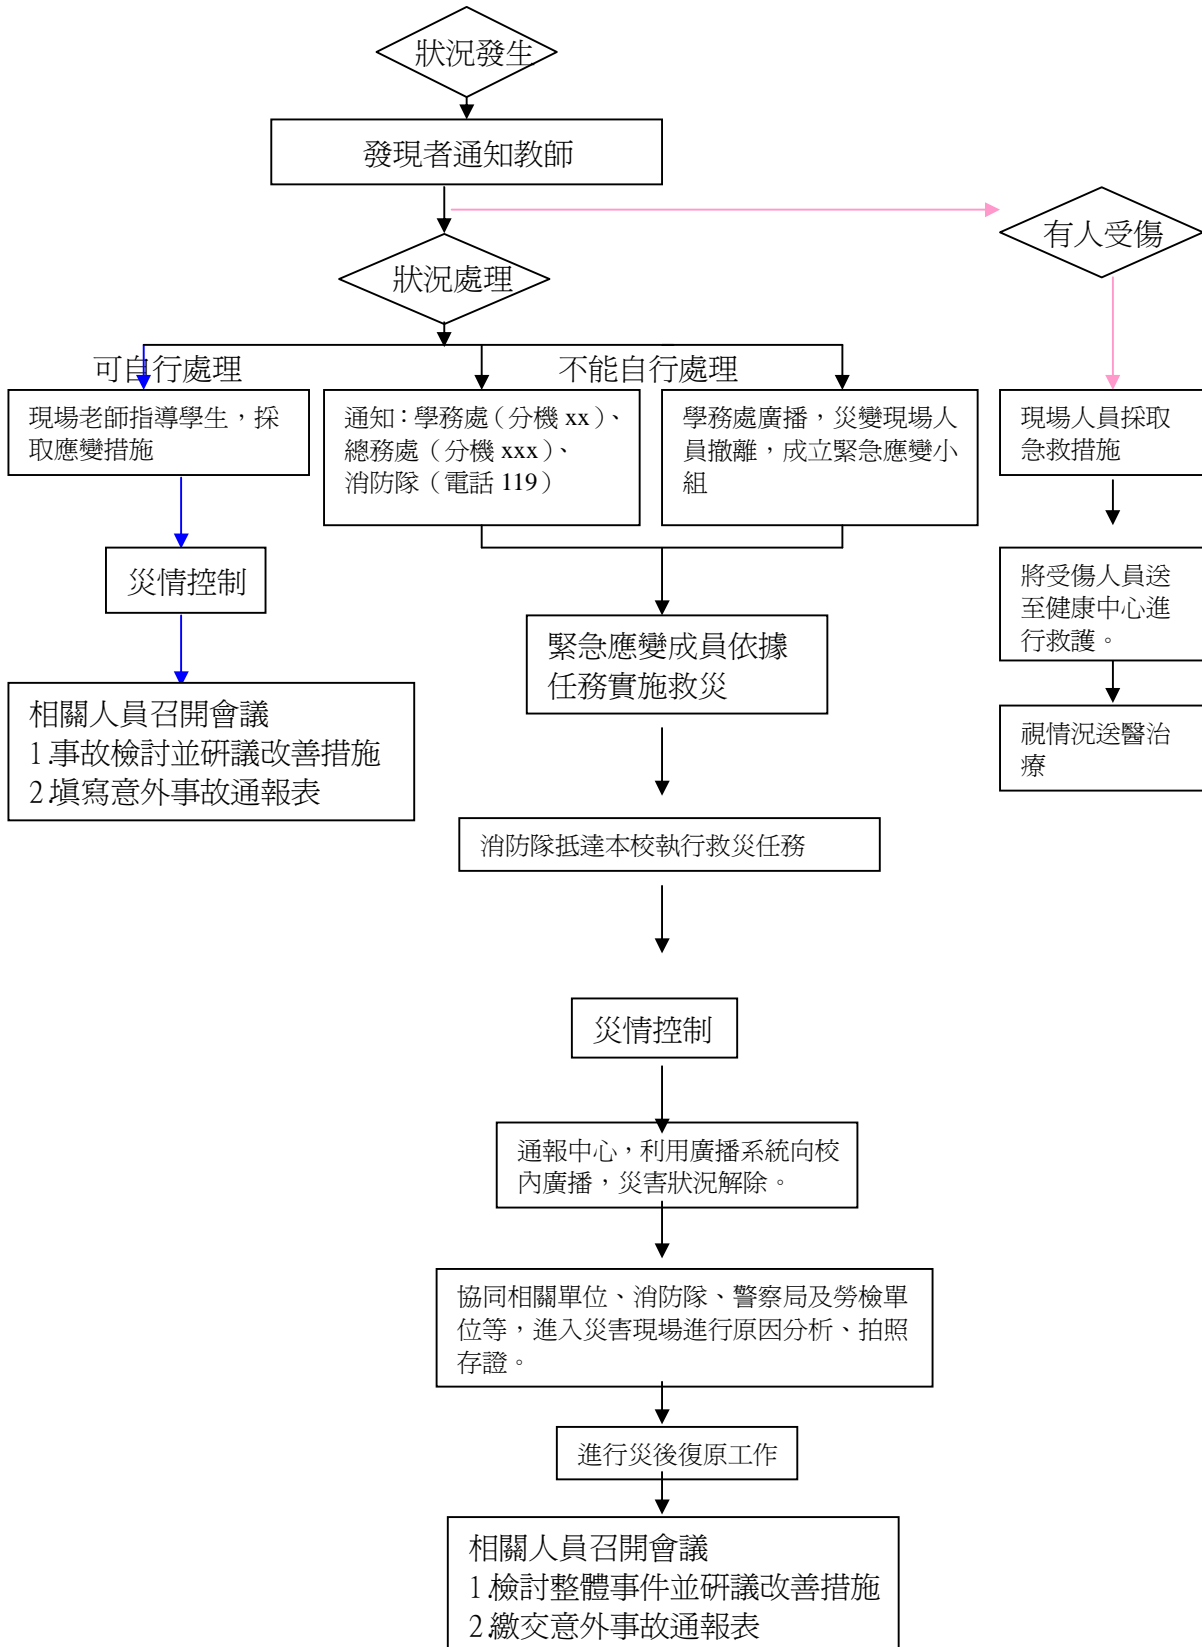 狀況發生
發現者通知教師
有人受傷
狀況處理
可自行處理
不能自行處理
現場老師指導學生，採
取應變措施
通知：學務處（分機 xx）、
總務處（分機 xxx）、
消防隊（電話 119）
學務處廣播，災變現場人
員撤離，成立緊急應變小
組
現場人員採取
急救措施
災情控制
將受傷人員送
至健康中心進
行救護。
緊急應變成員依據
任務實施救災
相關人員召開會議
1.事故檢討並研議改善措施
2.填寫意外事故通報表
視情況送醫治
療
消防隊抵達本校執行救災任務
災情控制
通報中心，利用廣播系統向校
內廣播，災害狀況解除。
協同相關單位、消防隊、警察局及勞檢單
位等，進入災害現場進行原因分析、拍照
存證。
進行災後復原工作
相關人員召開會議
1.檢討整體事件並研議改善措施
2.繳交意外事故通報表